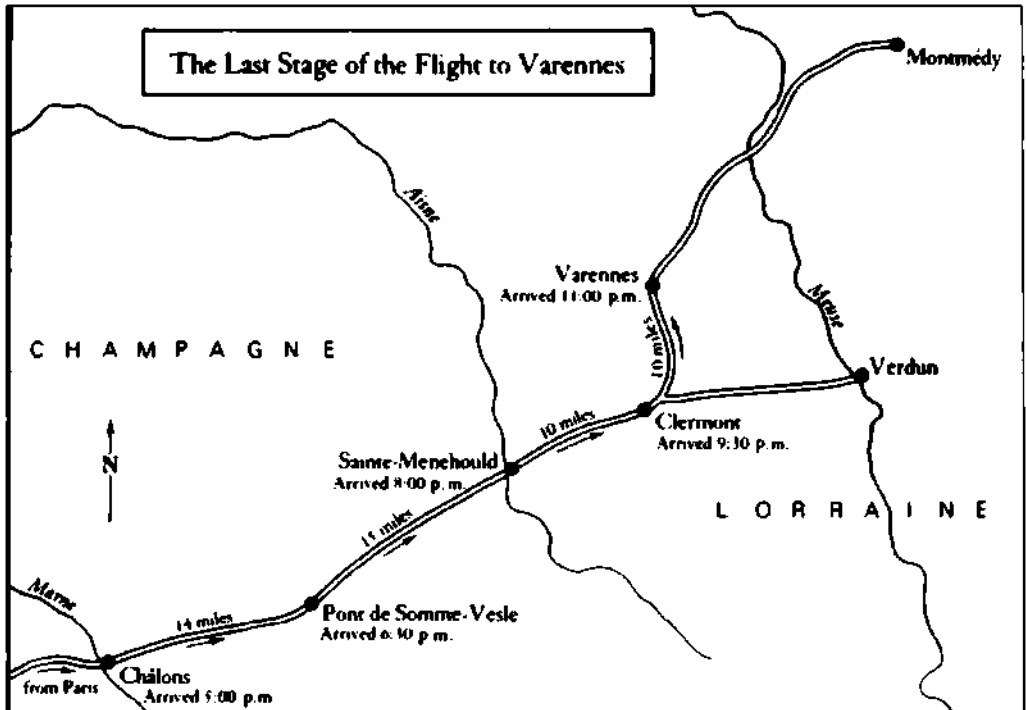 The Last Stage of the Flight to Varennes
Montmédy
Aisne
Varennes
Arrived 11:00 p.m.
Meuse
CHAMPAGNE
10 miles
Verdun
N
10 miles
Clermont
Arrived 9:30 p.m.
Sainte-Menehould
Arrived 8:00 p.m.
LORRAINE
15 miles
Marne
14 miles
Pont de Somme-Vesle
Arrived 6:30 p.m.
from Paris
Châlons
Arrived 5:00 p.m